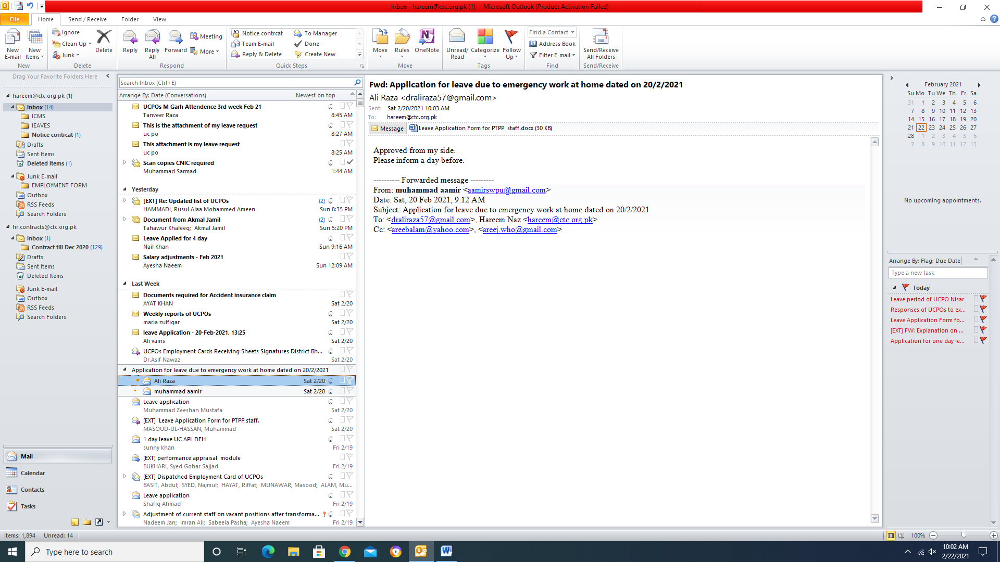 Inbox - hareem@ctc.org.pk (1) - Microsoft Outlook (Product Activation Failed)
File Home Send / Receive Folder View
New E-mail
New Items
Ignore
Clean Up
Junk
Delete
Reply
Reply All
Forward
Meeting
More
Notice contrcat
Team E-mail
Reply & Delete
To Manager
Done
Create New
Move
Rules
OneNote
Unread/ Read
Categorize
Follow Up
Find a Contact
Address Book
Filter E-mail
Send/Receive All Folders
New Delete Respond Quick Steps Move Tags Find Send/Receive
Drag Your Favorite Folders Here
hareem@ctc.org.pk (1)
Inbox (14)
ICMS
IEAVES
Notice contrcat (1)
Drafts
Sent Items
Deleted Items (1)
Junk E-mail
EMPLOYMENT FORM
Outbox
RSS Feeds
Search Folders
hr.contracts@ctc.org.pk
Inbox (1)
Contract till Dec 2020 (129)
Drafts
Sent Items
Deleted Items
Junk E-mail
Outbox
RSS Feeds
Search Folders
Mail
Calendar
Contacts
Tasks
Search Inbox (Ctrl+E)
Arrange By: Date (Conversations) Newest on top
UCPOs M Garh Attendence 3rd week Feb 21
Tanveer Raza 8:45 AM
This is the attachment of my leave request
uc po 8:27 AM
This attachment is my leave request
uc po 8:25 AM
Scan copies CNIC required
Muhammad Sarmad 1:44 AM
Yesterday
[EXT] Re: Updated list of UCPOs (2)
HAMMADI, Rusul Alaa Mohammed Ameen Sun 8:35 PM
Document from Akmal Jamil (2)
Tahawur Khaleeq; Akmal Jamil Sun 5:20 PM
Leave Applied for 4 day
Nail Khan Sun 9:16 AM
Salary adjustments - Feb 2021
Ayesha Naeem Sun 12:09 AM
Last Week
Documents required for Accident insurance claim
AYAT KHAN Sat 2/20
Weekly reports of UCPOs
maria zulfiqar Sat 2/20
leave Application - 20-Feb-2021, 13:25
Ali vains Sat 2/20
UCPOs Employment Cards Receiving Sheets Signatures District Bh...
Dr.Asif Nawaz Sat 2/20
Application for leave due to emergency work at home dated on 20/2/2021
Ali Raza Sat 2/20
muhammad aamir Sat 2/20
Leave application
Muhammad Zeeshan Mustafa Sat 2/20
[EXT] 'Leave Application Form for PTPP staff.
MASOUD-UL-HASSAN, Muhammad Sat 2/20
1 day leave UC APL DEH
sunny khan Fri 2/19
[EXT] performance appraisal module
BUKHARI, Syed Gohar Sajjad Fri 2/19
[EXT] Dispatched Employment Card of UCPOs
BASIT, Abdul; SYED, Najmul; HAYAT, Riffat; MUNAWAR, Masood; ALAM, Mu...
Leave application
Shafiq Ahmad Fri 2/19
Adjustment of current staff on vacant positions after transforma...
Nadeem Jan; Imran Ali; Sabeela Pasha; Ayesha Naeem Fri 2/19
Fwd: Application for leave due to emergency work at home dated on 20/2/2021
Ali Raza <draliraza57@gmail.com>
Sent: Sat 2/20/2021 10:03 AM
To: hareem@ctc.org.pk
Message Leave Application Form for PTPP staff.docx (30 KB)
Approved from my side.
Please inform a day before.
---------- Forwarded message ---------
From: muhammad aamir <aamirswpu@gmail.com>
Date: Sat, 20 Feb 2021, 9:12 AM
Subject: Application for leave due to emergency work at home dated on 20/2/2021
To: <draliraza57@gmail.com>, Hareem Naz <hareem@ctc.org.pk>
Cc: <areebalam@yahoo.com>, <areej.who@gmail.com>
February 2021
Su Mo Tu We Th Fr Sa
31 1 2 3 4 5 6
7 8 9 10 11 12 13
14 15 16 17 18 19 20
21 22 23 24 25 26 27
28 1 2 3 4 5 6
7 8 9 10 11 12 13
No upcoming appointments.
Arrange By: Flag: Due Date
Type a new task
Today
Leave period of UCPO Nisar
Responses of UCPOs to ex...
Leave Application Form fo...
[EXT] FW: Explanation on ...
Application for one day le...
Items: 1,894 Unread: 14 100%
Type here to search
10:02 AM
2/22/2021